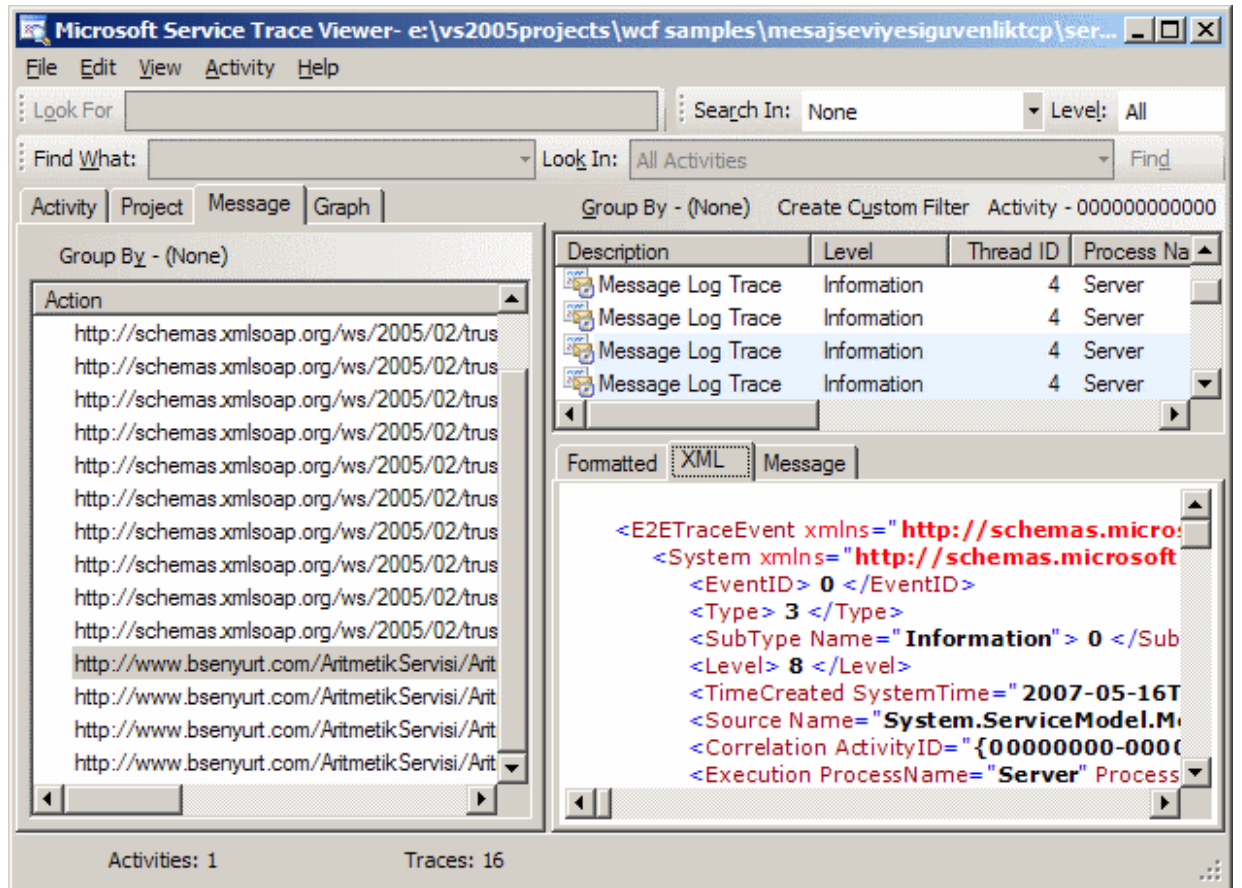 Microsoft Service Trace Viewer- e:\vs2005projects\wcf samples\mesajseviyesiguvenliktcp\ser...
File Edit View Activity Help
Look For Search In: None Level: All
Find What: Look In: All Activities Find
Activity Project Message Graph
Group By - (None)
Action
http://schemas.xmlsoap.org/ws/2005/02/trus
http://schemas.xmlsoap.org/ws/2005/02/trus
http://schemas.xmlsoap.org/ws/2005/02/trus
http://schemas.xmlsoap.org/ws/2005/02/trus
http://schemas.xmlsoap.org/ws/2005/02/trus
http://schemas.xmlsoap.org/ws/2005/02/trus
http://schemas.xmlsoap.org/ws/2005/02/trus
http://schemas.xmlsoap.org/ws/2005/02/trus
http://schemas.xmlsoap.org/ws/2005/02/trus
http://schemas.xmlsoap.org/ws/2005/02/trus
http://www.bsenyurt.com/AritmetikServisi/Arit
http://www.bsenyurt.com/AritmetikServisi/Arit
http://www.bsenyurt.com/AritmetikServisi/Arit
http://www.bsenyurt.com/AritmetikServisi/Arit
Group By - (None) Create Custom Filter Activity - 000000000000
Description Level Thread ID Process Na
Message Log Trace Information 4 Server
Message Log Trace Information 4 Server
Message Log Trace Information 4 Server
Message Log Trace Information 4 Server
Formatted XML Message
<E2ETraceEvent xmlns="http://schemas.micros
<System xmlns="http://schemas.microsoft
<EventID> 0 </EventID>
<Type> 3 </Type>
<SubType Name="Information"> 0 </Sub
<Level> 8 </Level>
<TimeCreated SystemTime="2007-05-16T
<Source Name="System.ServiceModel.Me
<Correlation ActivityID="{00000000-0000
<Execution ProcessName="Server" Process
Activities: 1 Traces: 16